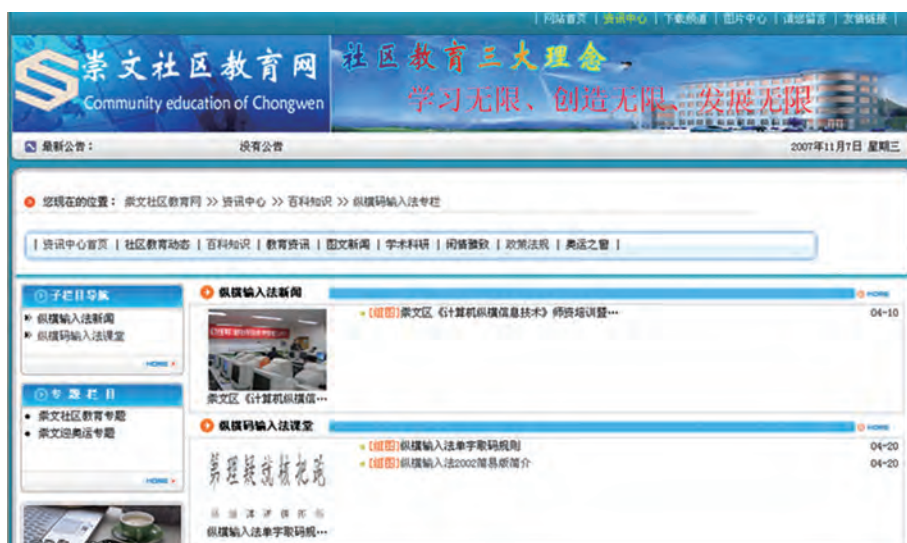 | 网站首页 | 资讯中心 | 下载频道 | 图片中心 | 请您留言 | 友情链接 |
崇文社区教育网
Community education of Chongwen
社区教育三大理念
学习无限、创造无限、发展无限
最新公告： 没有公告 2007年11月7日 星期三
您现在的位置： 崇文社区教育网 >> 资讯中心 >> 百科知识 >> 纵横码输入法专栏
| 资讯中心首页 | 社区教育动态 | 百科知识 | 教育资讯 | 图文新闻 | 学术科研 | 闲情雅致 | 政策法规 | 奥运之窗 |
子栏目导航
纵横输入法新闻
纵横码输入法课堂
MORE
专题栏目
崇文社区教育专题
崇文迎奥运专题
MORE
纵横输入法新闻 MORE
[组图]崇文区《计算机纵横信息技术》师资培训暨… 04-10
崇文区《计算机纵横信…
纵横码输入法课堂 MORE
[组图]纵横输入法单字取码规则 04-20
[组图]纵横输入法2002简易版简介 04-20
纵横输入法单字取码规…